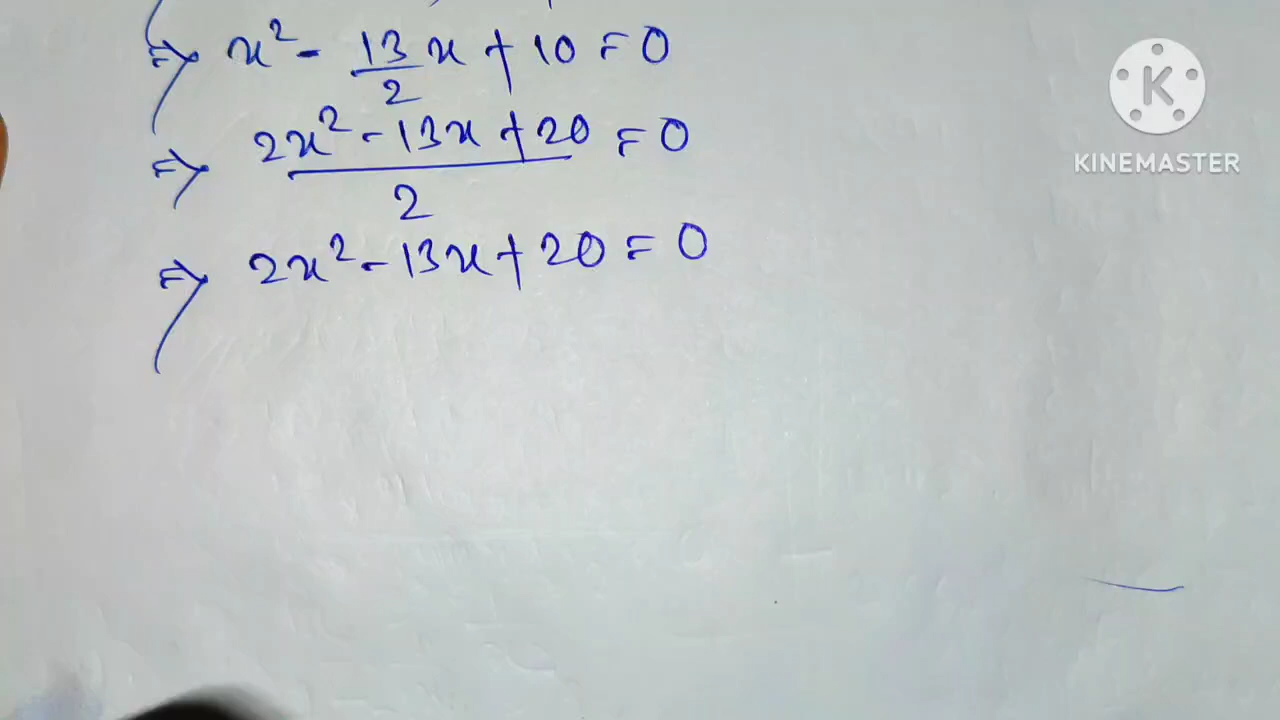 ⇒ x² - 13/2 x + 10 = 0
K
KINEMASTER
⇒ 2x² - 13x + 20 / 2 = 0
⇒ 2x² - 13x + 20 = 0